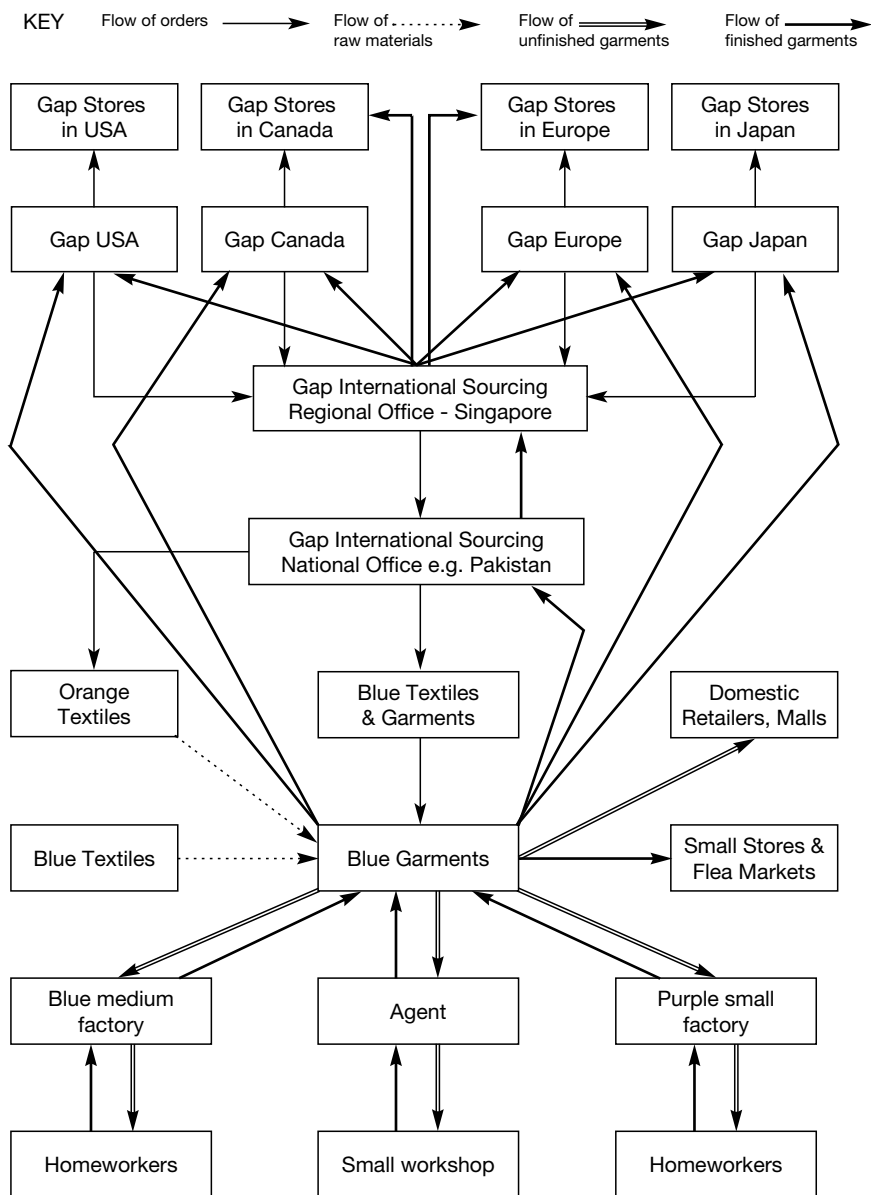 KEY
Flow of orders
Flow of
raw materials
Flow of
unfinished garments
Flow of
finished garments
Gap Stores
in USA
Gap Stores
in Canada
Gap Stores
in Europe
Gap Stores
in Japan
Gap USA
Gap Canada
Gap Europe
Gap Japan
Gap International Sourcing
Regional Office - Singapore
Gap International Sourcing
National Office e.g. Pakistan
Orange
Textiles
Blue Textiles
& Garments
Domestic
Retailers, Malls
Blue Textiles
Blue Garments
Small Stores &
Flea Markets
Blue medium
factory
Agent
Purple small
factory
Homeworkers
Small workshop
Homeworkers